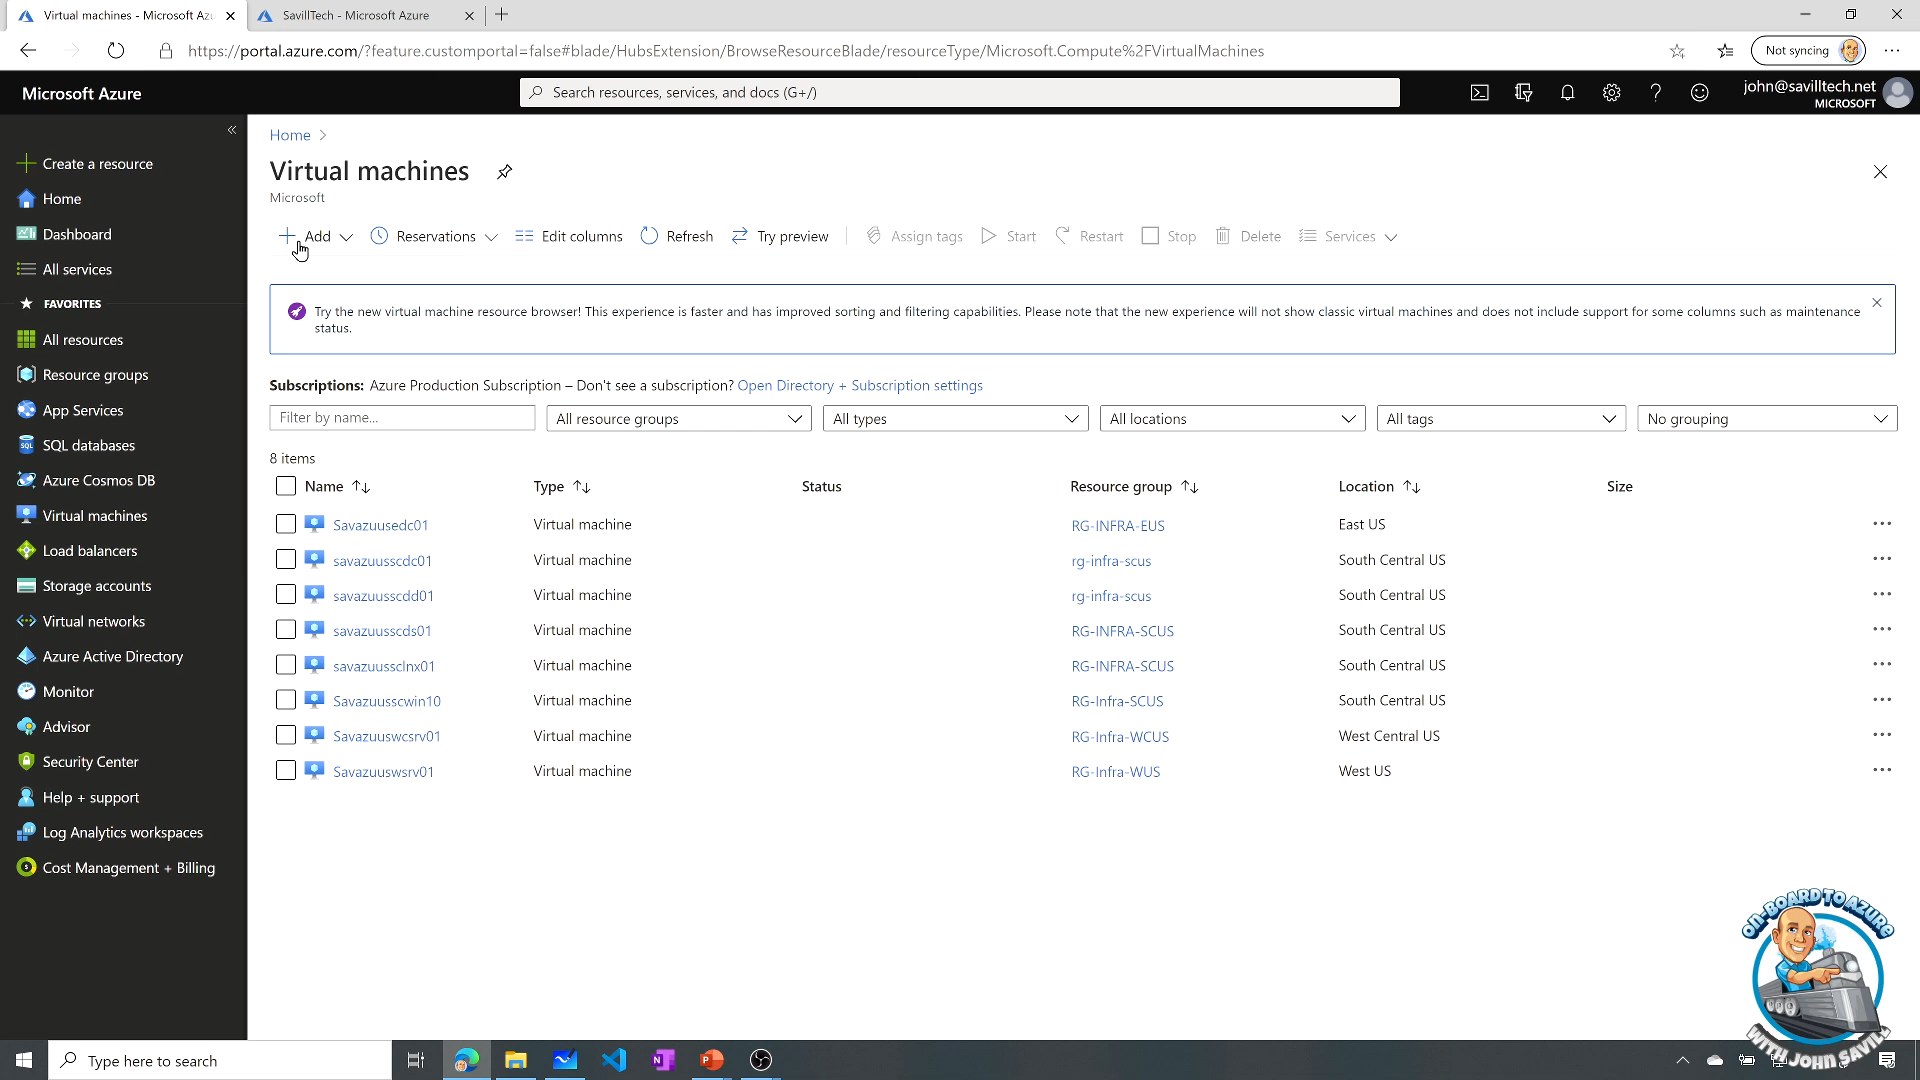 Virtual machines - Microsoft Az
SavillTech - Microsoft Azure
https://portal.azure.com/?feature.customportal=false#blade/HubsExtension/BrowseResourceBlade/resourceType/Microsoft.Compute%2FVirtualMachines
Not syncing
Microsoft Azure
Search resources, services, and docs (G+/)
john@savilltech.net
MICROSOFT
Create a resource
Home
Dashboard
All services
FAVORITES
All resources
Resource groups
App Services
SQL databases
Azure Cosmos DB
Virtual machines
Load balancers
Storage accounts
Virtual networks
Azure Active Directory
Monitor
Advisor
Security Center
Help + support
Log Analytics workspaces
Cost Management + Billing
Home >
Virtual machines
Microsoft
Add Reservations Edit columns Refresh Try preview Assign tags Start Restart Stop Delete Services
Try the new virtual machine resource browser! This experience is faster and has improved sorting and filtering capabilities. Please note that the new experience will not show classic virtual machines and does not include support for some columns such as maintenance
status.
Subscriptions: Azure Production Subscription – Don't see a subscription? Open Directory + Subscription settings
Filter by name... All resource groups All types All locations All tags No grouping
8 items
Name Type Status Resource group Location Size
Savazuusedc01 Virtual machine RG-INFRA-EUS East US
savazuusscdc01 Virtual machine rg-infra-scus South Central US
savazuusscdd01 Virtual machine rg-infra-scus South Central US
savazuusscds01 Virtual machine RG-INFRA-SCUS South Central US
savazuussclnx01 Virtual machine RG-INFRA-SCUS South Central US
Savazuusscwin10 Virtual machine RG-Infra-SCUS South Central US
Savazuuswcsrv01 Virtual machine RG-Infra-WCUS West Central US
Savazuuswsrv01 Virtual machine RG-Infra-WUS West US
ON-BOARD TO AZURE
WITH JOHN SAVILL
Type here to search